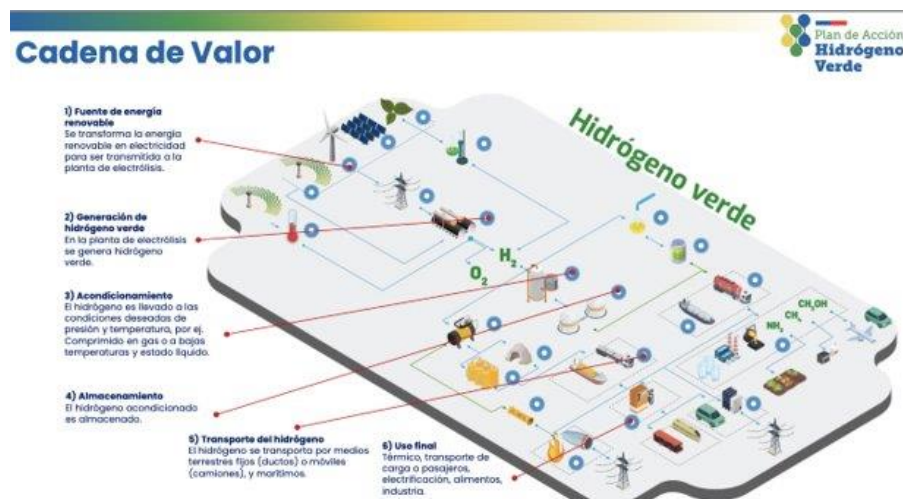 Cadena de Valor
Plan de Acción
Hidrógeno
Verde
1) Fuente de energía
renovable
Se transforma la energía
renovable en electricidad
para ser transmitida a la
planta de electrólisis.
2) Generación de
hidrógeno verde
En la planta de electrólisis
se genera hidrógeno
verde.
3) Acondicionamiento
El hidrógeno es llevado a las
condiciones deseadas de
presión y temperatura, por ej.
Comprimido en gas o a bajas
temperaturas y estado líquido.
4) Almacenamiento
El hidrógeno acondicionado
es almacenado.
5) Transporte del hidrógeno
El hidrógeno se transporta por medios
terrestres fijos (ductos) o móviles
(camiones), y marítimos.
6) Uso final
Térmico, transporte de
carga o pasajeros,
electrificación, alimentos,
industria.
Hidrógeno verde
H₂
O₂
CH₃OH
CH₄
NH₃